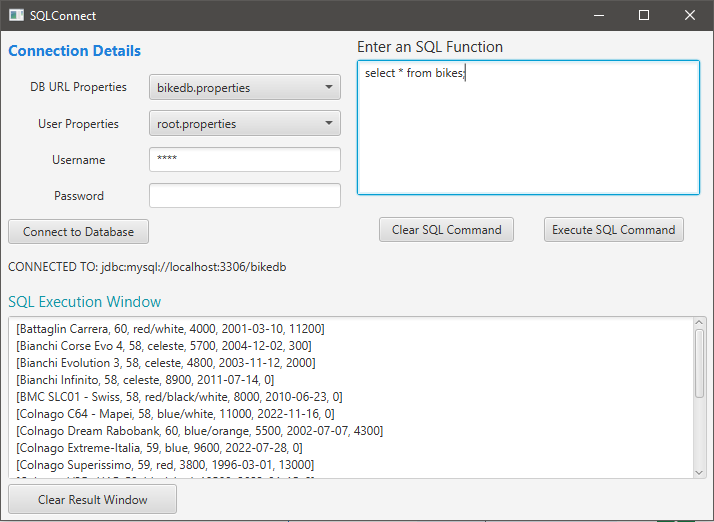 SQLConnect
Connection Details
DB URL Properties
bikedb.properties
User Properties
root.properties
Username
****
Password
Connect to Database
Enter an SQL Function
select * from bikes;
Clear SQL Command
Execute SQL Command
CONNECTED TO: jdbc:mysql://localhost:3306/bikedb
SQL Execution Window
[Battaglin Carrera, 60, red/white, 4000, 2001-03-10, 11200]
[Bianchi Corse Evo 4, 58, celeste, 5700, 2004-12-02, 300]
[Bianchi Evolution 3, 58, celeste, 4800, 2003-11-12, 2000]
[Bianchi Infinito, 58, celeste, 8900, 2011-07-14, 0]
[BMC SLC01 - Swiss, 58, red/black/white, 8000, 2010-06-23, 0]
[Colnago C64 - Mapei, 58, blue/white, 11000, 2022-11-16, 0]
[Colnago Dream Rabobank, 60, blue/orange, 5500, 2002-07-07, 4300]
[Colnago Extreme-Italia, 59, blue, 9600, 2022-07-28, 0]
[Colnago Superissimo, 59, red, 3800, 1996-03-01, 13000]
Clear Result Window